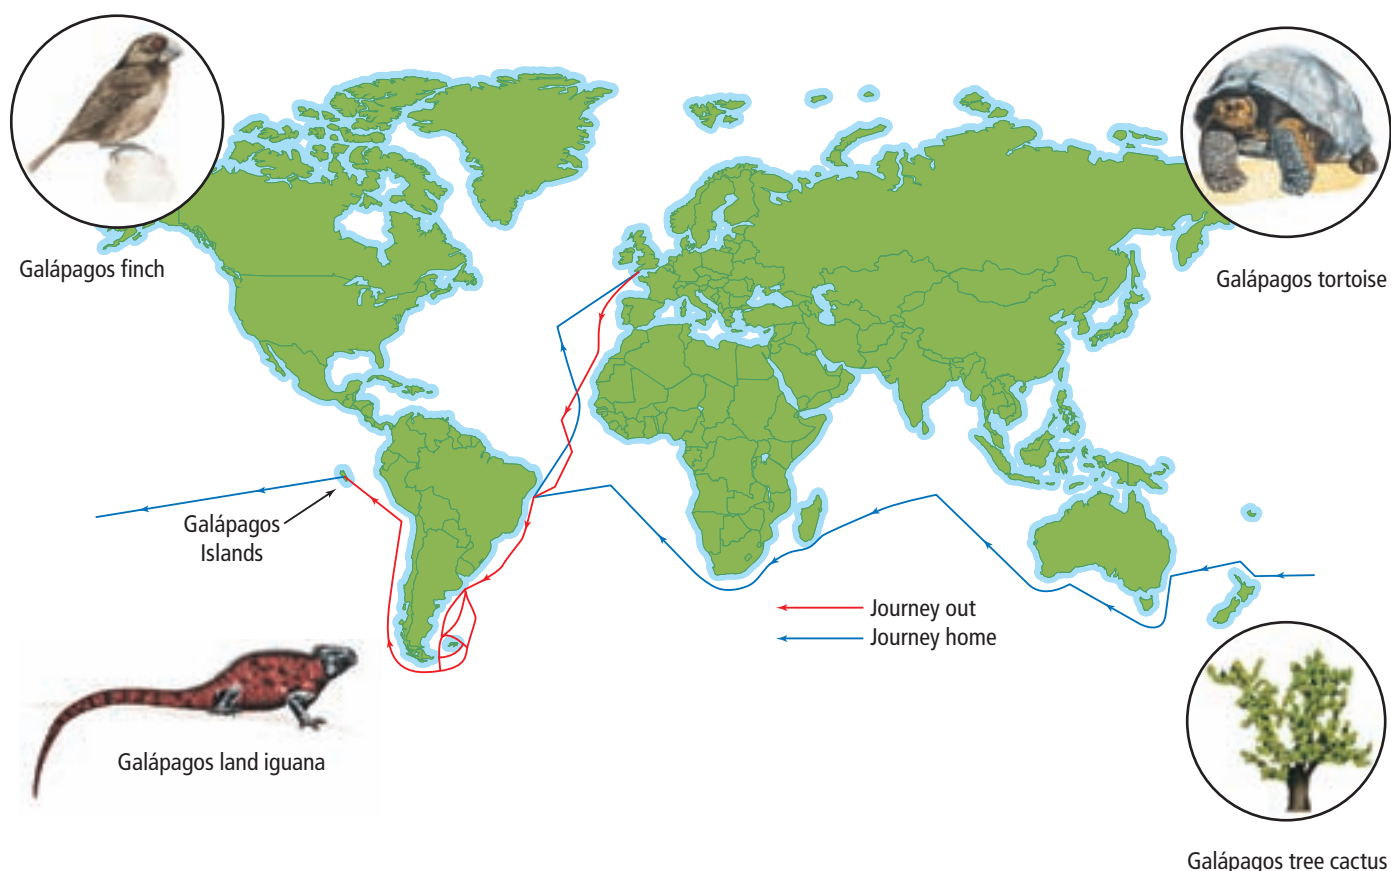 Galápagos finch
Galápagos tortoise
Galápagos
Islands
Journey out
Journey home
Galápagos land iguana
Galápagos tree cactus